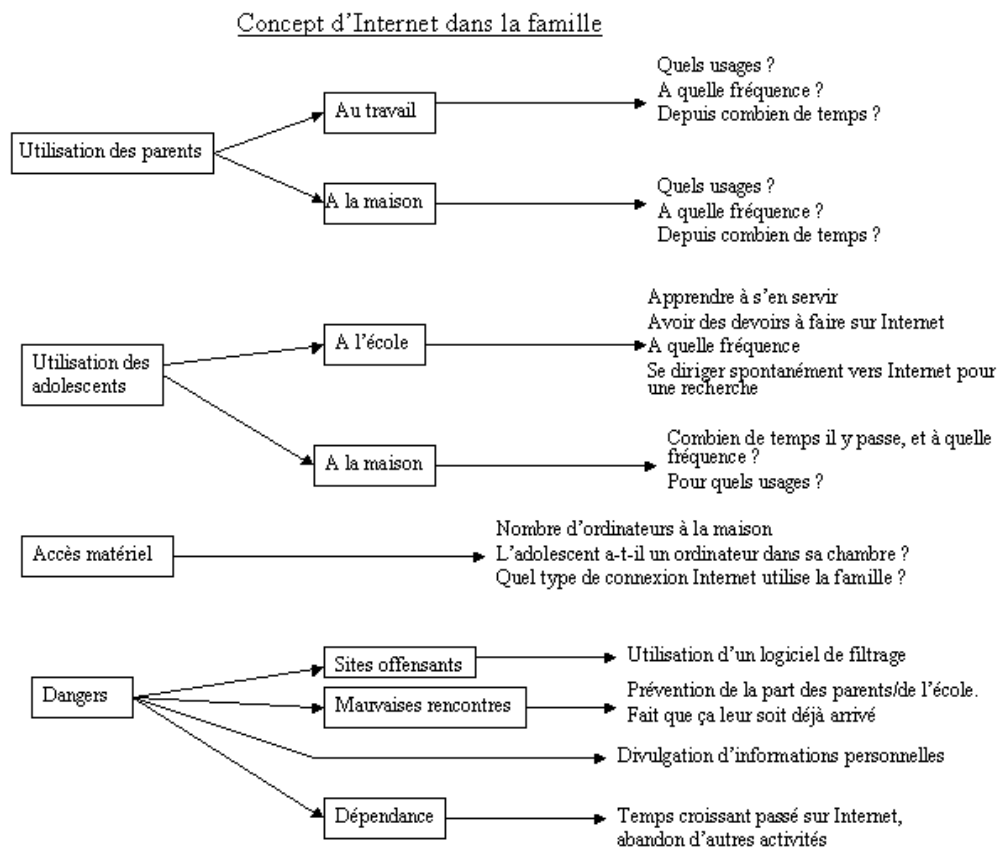 Concept d'Internet dans la famille
Quels usages ?
Au travail
A quelle fréquence ?
Depuis combien de temps ?
Utilisation des parents
Quels usages ?
A la maison
A quelle fréquence ?
Depuis combien de temps ?
Apprendre à s'en servir
Avoir des devoirs à faire sur Internet
A l'école
A quelle fréquence
Utilisation des
adolescents
Se diriger spontanément vers Internet pour
une recherche
Combien de temps il y passe, et à quelle
A la maison
fréquence ?
Pour quels usages ?
Nombre d'ordinateurs à la maison
Accès matériel
L'adolescent a-t-il un ordinateur dans sa chambre ?
Quel type de connexion Internet utilise la famille ?
Sites offensants
Utilisation d'un logiciel de filtrage
Dangers
Mauvaises rencontres
Prévention de la part des parents/de l'école.
Fait que ça leur soit déjà arrivé
Divulgation d'informations personnelles
Dépendance
Temps croissant passé sur Internet,
abandon d'autres activités